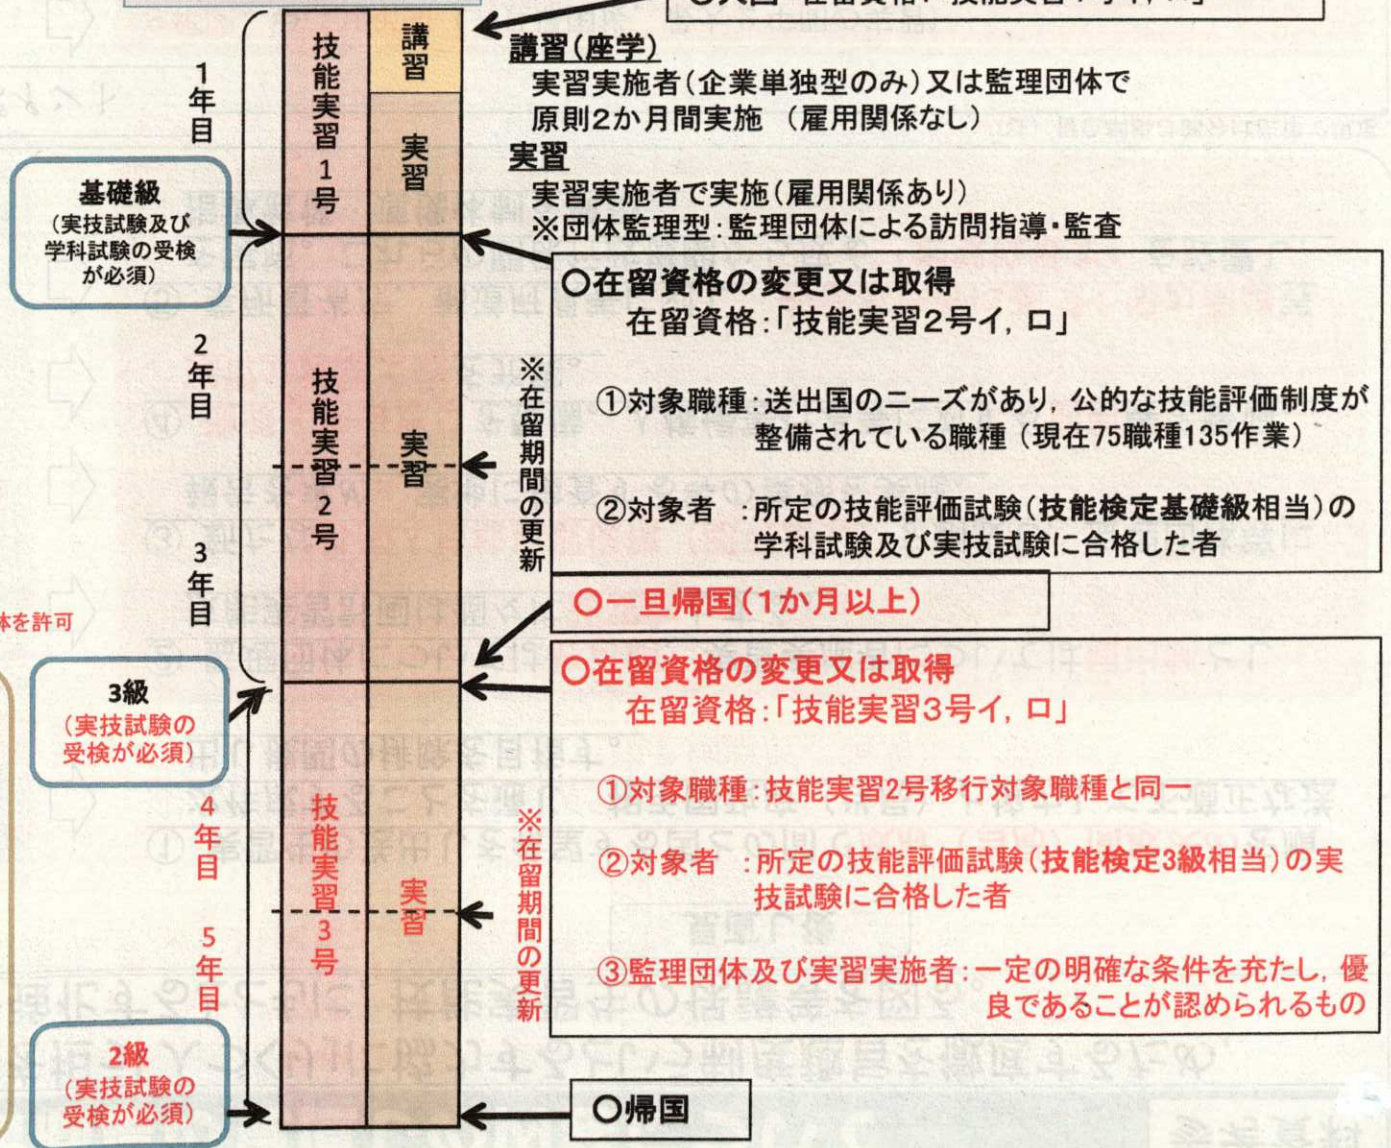 講習(座学)
実習実施者(企業単独型のみ)又は監理団体で
原則2か月間実施 (雇用関係なし)
実習
実習実施者で実施(雇用関係あり)
※団体監理型:監理団体による訪問指導・監査
1年目
技能実習1号
講習
実習
基礎級
(実技試験及び
学科試験の受検
が必須)
○在留資格の変更又は取得
在留資格:「技能実習2号イ, ロ」
①対象職種:送出国のニーズがあり, 公的な技能評価制度が
整備されている職種 (現在75職種135作業)
②対象者 :所定の技能評価試験(技能検定基礎級相当)の
学科試験及び実技試験に合格した者
2年目
3年目
技能実習2号
実習
※在留期間の更新
体を許可
○一旦帰国(1か月以上)
3級
(実技試験の
受検が必須)
○在留資格の変更又は取得
在留資格:「技能実習3号イ, ロ」
①対象職種:技能実習2号移行対象職種と同一
②対象者 :所定の技能評価試験(技能検定3級相当)の実
技試験に合格した者
③監理団体及び実習実施者:一定の明確な条件を充たし, 優
良であることが認められるもの
4年目
5年目
技能実習3号
実習
※在留期間の更新
2級
(実技試験の
受検が必須)
○帰国